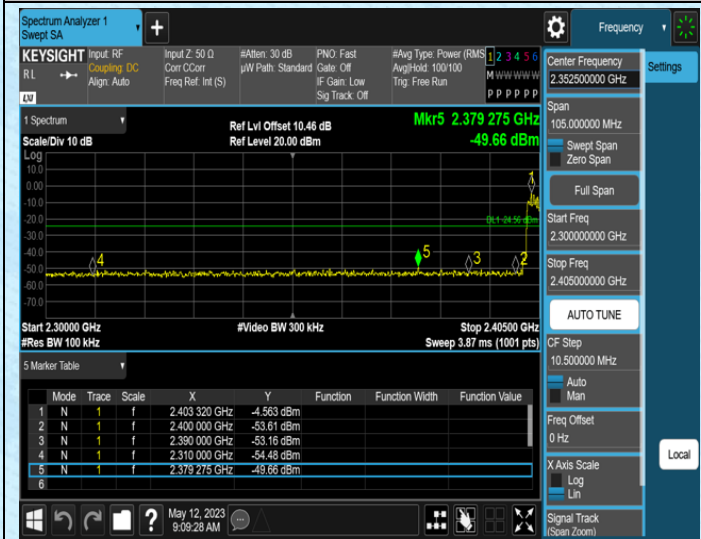 Spectrum Analyzer 1
Swept SA
+
Frequency
KEYSIGHT
RL
LXI
Input: RF
Coupling: DC
Align: Auto
Input Z: 50 Ω
Corr CCorr
Freq Ref: Int (S)
#Atten: 30 dB
µW Path: Standard
PNO: Fast
Gate: Off
IF Gain: Low
Sig Track: Off
#Avg Type: Power (RMS
Avg|Hold: 100/100
Trig: Free Run
1 2 3 4 5 6
M W W W W W
P P P P P P
1 Spectrum
Scale/Div 10 dB
Ref Lvl Offset 10.46 dB
Ref Level 20.00 dBm
Mkr5 2.379 275 GHz
-49.66 dBm
Log
10.0
0.00
-10.0
-20.0
-30.0
-40.0
-50.0
-60.0
-70.0
1
DL1 -24.56 dBm
4
5
3
2
Start 2.30000 GHz
#Res BW 100 kHz
#Video BW 300 kHz
Stop 2.40500 GHz
Sweep 3.87 ms (1001 pts)
5 Marker Table
Mode Trace Scale X Y Function Function Width Function Value
1 N 1 f 2.403 320 GHz -4.563 dBm
2 N 1 f 2.400 000 GHz -53.61 dBm
3 N 1 f 2.390 000 GHz -53.16 dBm
4 N 1 f 2.310 000 GHz -54.48 dBm
5 N 1 f 2.379 275 GHz -49.66 dBm
6
?
May 12, 2023
9:09:28 AM
Center Frequency
2.352500000 GHz
Settings
Span
105.000000 MHz
Swept Span
Zero Span
Full Span
Start Freq
2.300000000 GHz
Stop Freq
2.405000000 GHz
AUTO TUNE
CF Step
10.500000 MHz
Auto
Man
Freq Offset
0 Hz
Local
X Axis Scale
Log
Lin
Signal Track
(Span Zoom)